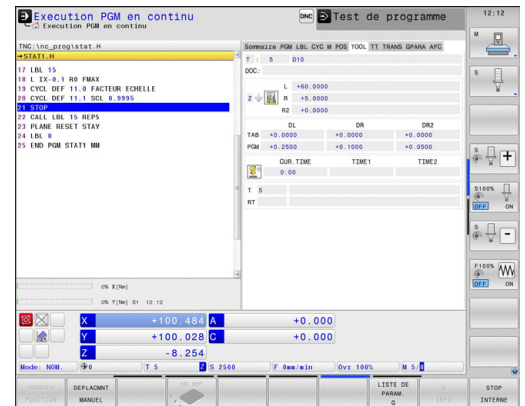 Execution PGM en continu
Execution PGM en continu
DNC
Test de programme
12:12
TNC:\nc_prog\stat.H
→STAT1.H
17 LBL 15
18 L IX-0.1 R0 FMAX
19 CYCL DEF 11.0 FACTEUR ECHELLE
20 CYCL DEF 11.1 SCL 0.9995
21 STOP
22 CALL LBL 15 REP5
23 PLANE RESET STAY
24 LBL 0
25 END PGM STAT1 MM
0% X[Nm]
0% Y[Nm] S1 12:12
Sommaire PGM LBL CYC M POS TOOL TT TRANS QPARA AFC
T : 5 D10
DOC:
Z
L +60.0000
R +5.0000
R2 +0.0000
DL DR DR2
TAB +0.0000 +0.0000 +0.0000
PGM +0.2500 +0.1000 +0.0500
CUR.TIME TIME1 TIME2
0:00
T 5
RT
M
S
S
S100%
OFF ON
S
F100%
OFF ON
X +100.484 A +0.000
Y +100.028 C +0.000
Z -8.254
Mode: NOM. 0 T 5 Z S 2500 F 0mm/min Ovr 100% M 5/8
ABORDER POSITION
DEPLACMNT MANUEL
3D ROT
LISTE DE PARAM. Q
Q INFO
STOP INTERNE